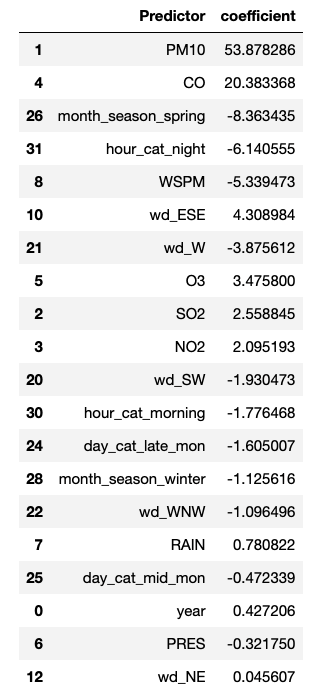 Predictor coefficient
1 PM10 53.878286
4 CO 20.383368
26 month_season_spring -8.363435
31 hour_cat_night -6.140555
8 WSPM -5.339473
10 wd_ESE 4.308984
21 wd_W -3.875612
5 O3 3.475800
2 SO2 2.558845
3 NO2 2.095193
20 wd_SW -1.930473
30 hour_cat_morning -1.776468
24 day_cat_late_mon -1.605007
28 month_season_winter -1.125616
22 wd_WNW -1.096496
7 RAIN 0.780822
25 day_cat_mid_mon -0.472339
0 year 0.427206
6 PRES -0.321750
12 wd_NE 0.045607